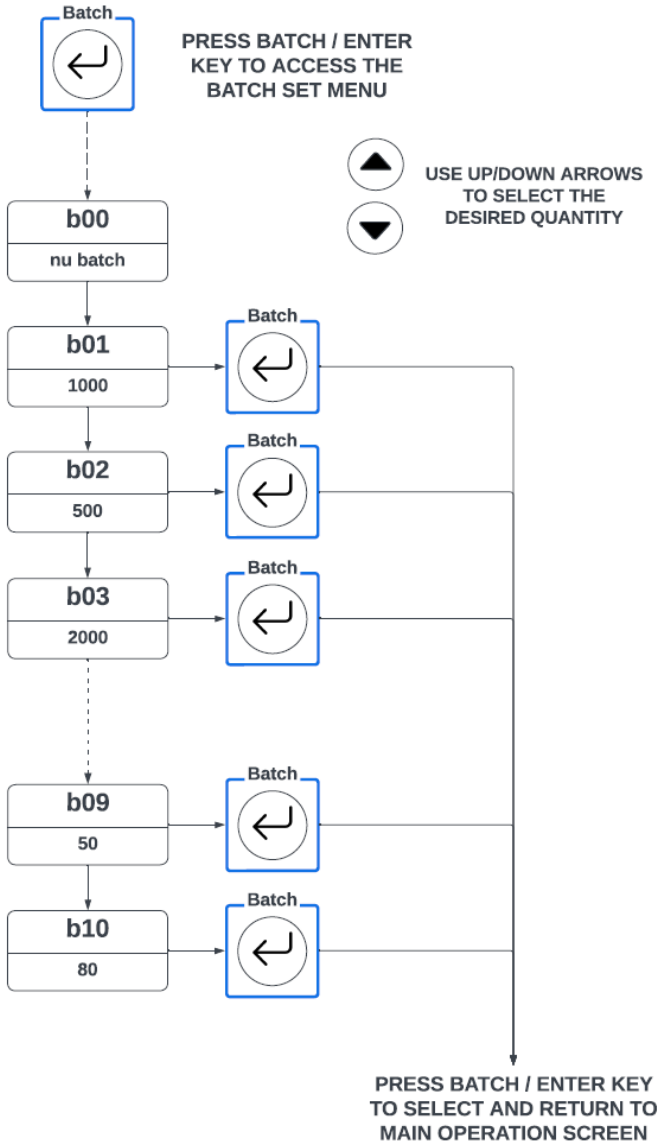 Batch
PRESS BATCH / ENTER
KEY TO ACCESS THE
BATCH SET MENU
USE UP/DOWN ARROWS
TO SELECT THE
DESIRED QUANTITY
b00
nu batch
b01
1000
Batch
b02
500
Batch
b03
2000
Batch
b09
50
Batch
b10
80
Batch
PRESS BATCH / ENTER KEY
TO SELECT AND RETURN TO
MAIN OPERATION SCREEN